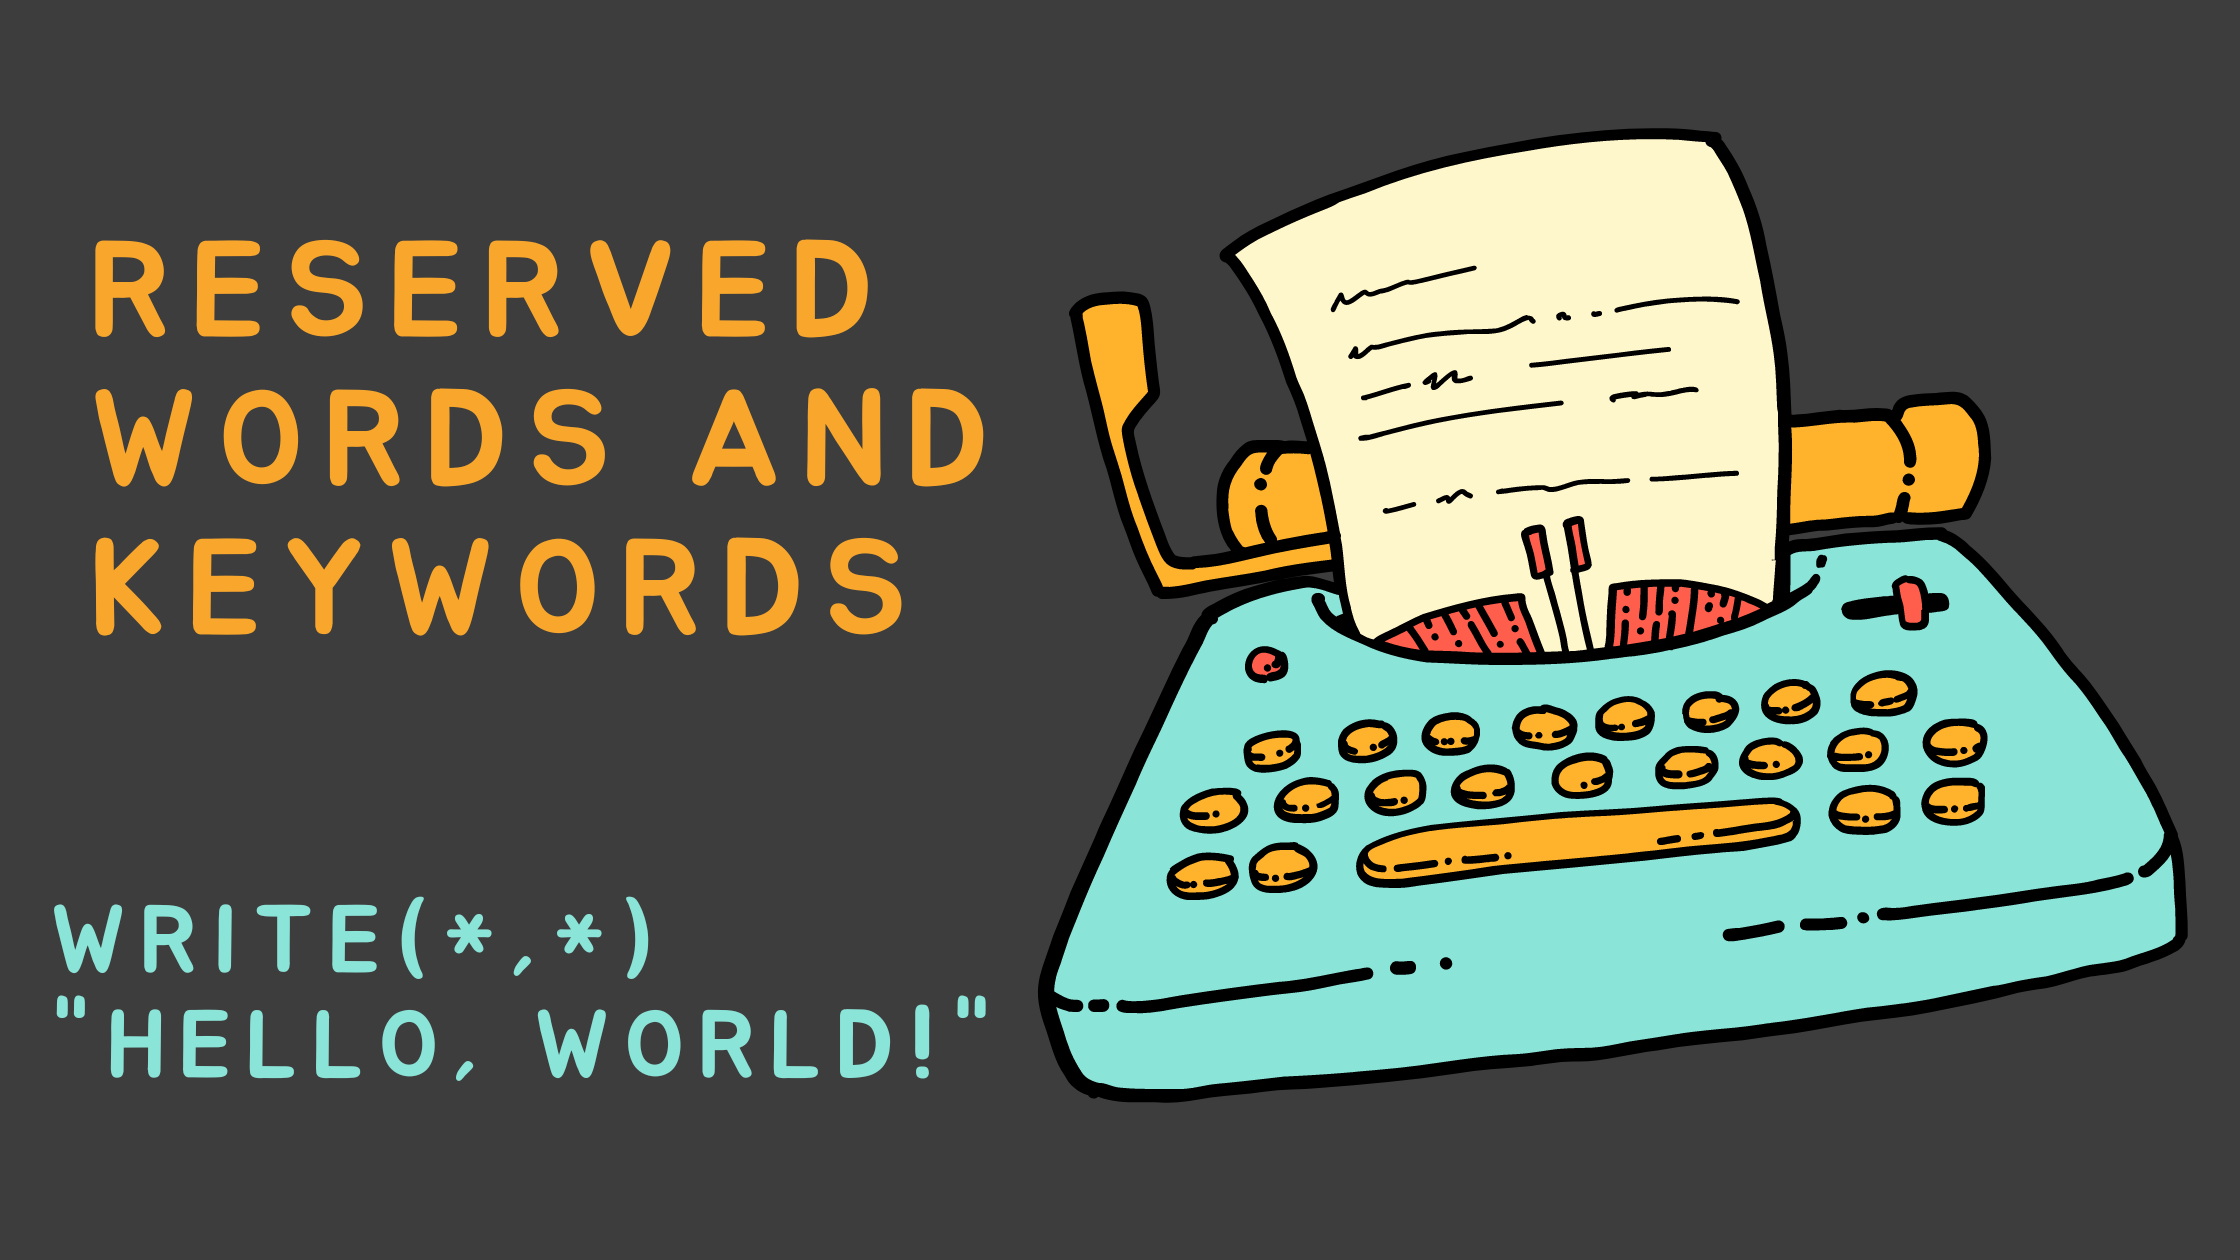 RESERVED
WORDS AND
KEYWORDS
WRITE(*,*)
"HELLO, WORLD!"